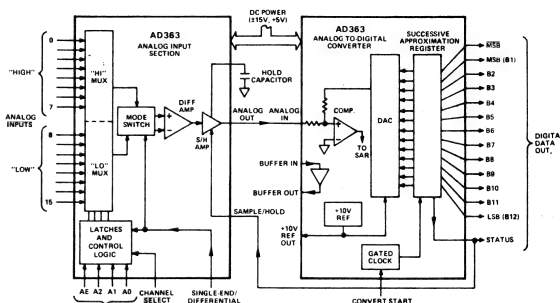 DC POWER
(±15V, +5V)
AD363
ANALOG INPUT
SECTION
AD363
ANALOG TO-DIGITAL
CONVERTER
SUCCESSIVE
APPROXIMATION
REGISTER
0
"HIGH"
7
ANALOG
INPUTS
8
"LOW"
15
"HI"
MUX
"LO"
MUX
MODE
SWITCH
DIFF
AMP
S/H
AMP
HOLD
CAPACITOR
ANALOG
OUT
ANALOG
IN
COMP.
TO
SAR
DAC
BUFFER IN
BUFFER OUT
SAMPLE/HOLD
+10V
REF
+10V
REF
OUT
GATED
CLOCK
LATCHES
AND
CONTROL
LOGIC
AE A2 A1 A0
CHANNEL
SELECT
SINGLE-END/
DIFFERENTIAL
CONVERT START
MSB
MSB (B1)
B2
B3
B4
B5
B6
B7
B8
B9
B10
B11
LSB (B12)
STATUS
DIGITAL
DATA
OUT,